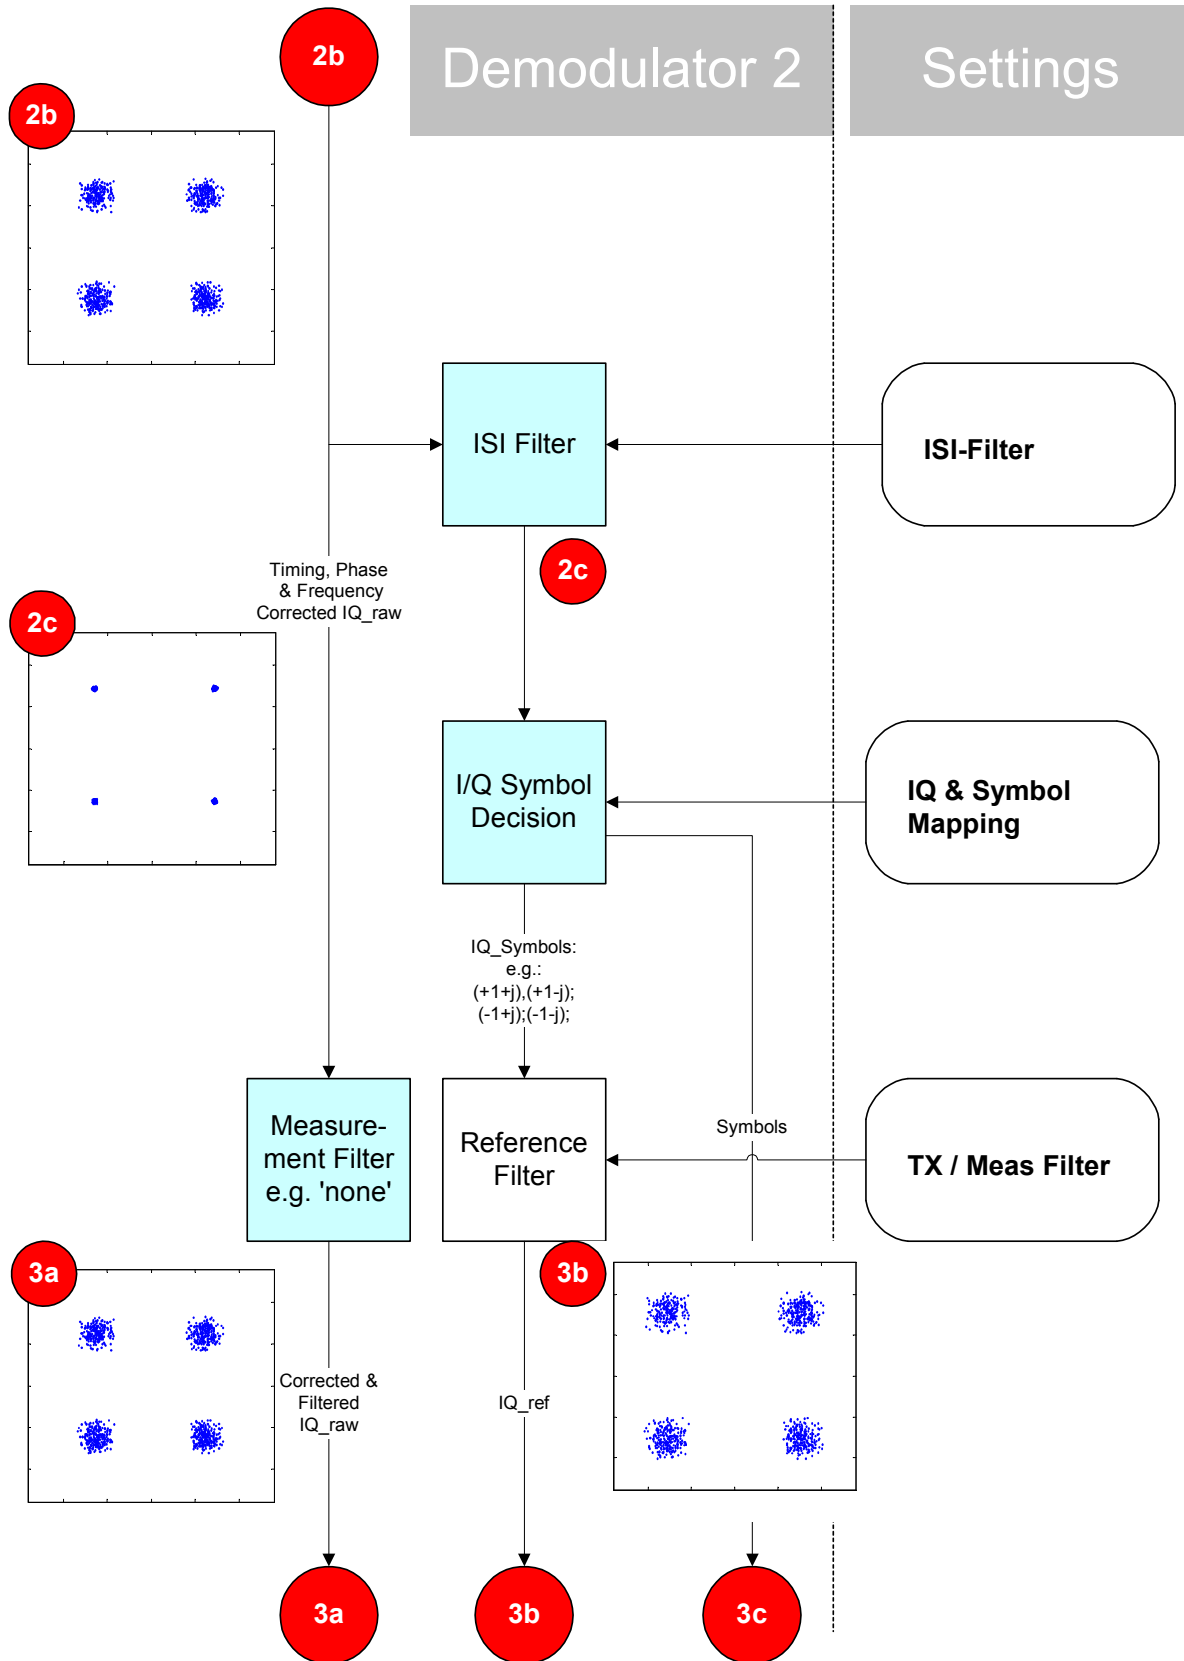 2b
Demodulator 2
Settings
2b
ISI Filter
ISI-Filter
2c
Timing, Phase
& Frequency
Corrected IQ_raw
2c
I/Q Symbol
Decision
IQ & Symbol
Mapping
IQ_Symbols:
e.g.:
(+1+j),(+1-j);
(-1+j);(-1-j);
Measure-
ment Filter
e.g. 'none'
Reference
Filter
Symbols
TX / Meas Filter
3a
3b
Corrected &
Filtered
IQ_raw
IQ_ref
3a
3b
3c